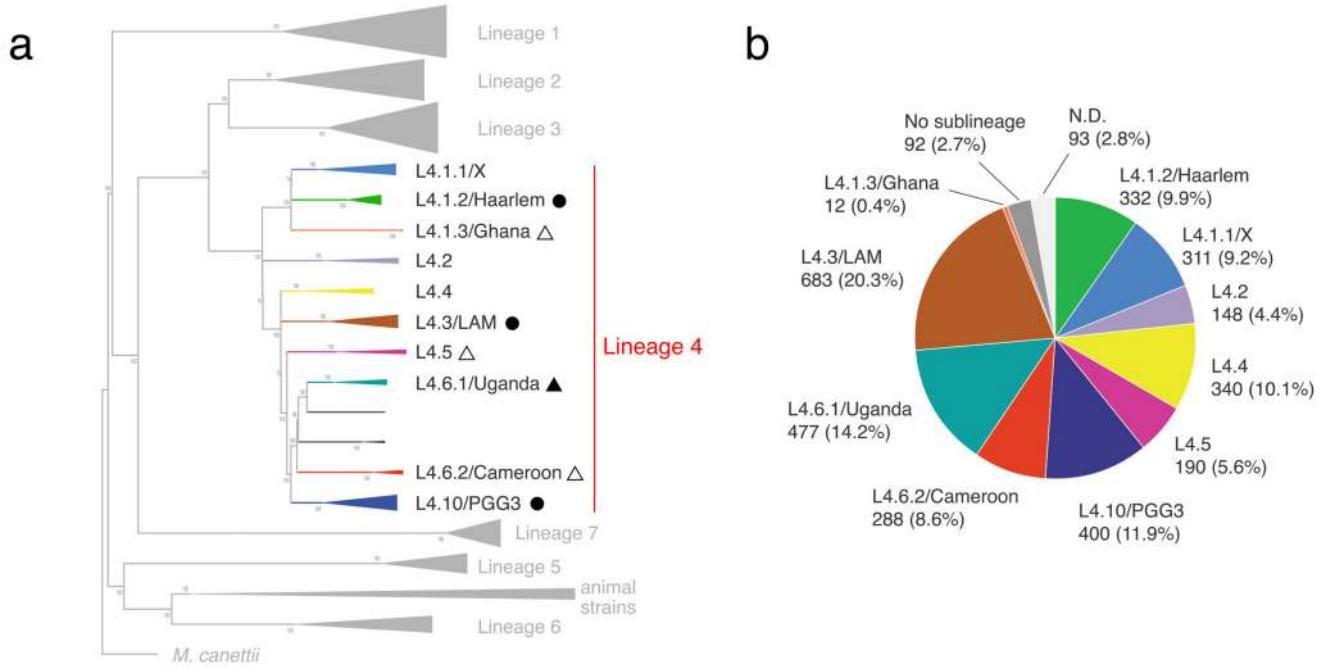 a
Lineage 1
Lineage 2
Lineage 3
L4.1.1/X
L4.1.2/Haarlem
L4.1.3/Ghana
L4.2
L4.4
L4.3/LAM
L4.5
L4.6.1/Uganda
L4.6.2/Cameroon
L4.10/PGG3
Lineage 4
Lineage 7
Lineage 5
animal
strains
Lineage 6
M. canettii
b
N.D.
93 (2.8%)
L4.1.2/Haarlem
332 (9.9%)
L4.1.1/X
311 (9.2%)
L4.2
148 (4.4%)
L4.4
340 (10.1%)
L4.5
190 (5.6%)
L4.10/PGG3
400 (11.9%)
L4.6.2/Cameroon
288 (8.6%)
L4.6.1/Uganda
477 (14.2%)
L4.3/LAM
683 (20.3%)
L4.1.3/Ghana
12 (0.4%)
No sublineage
92 (2.7%)